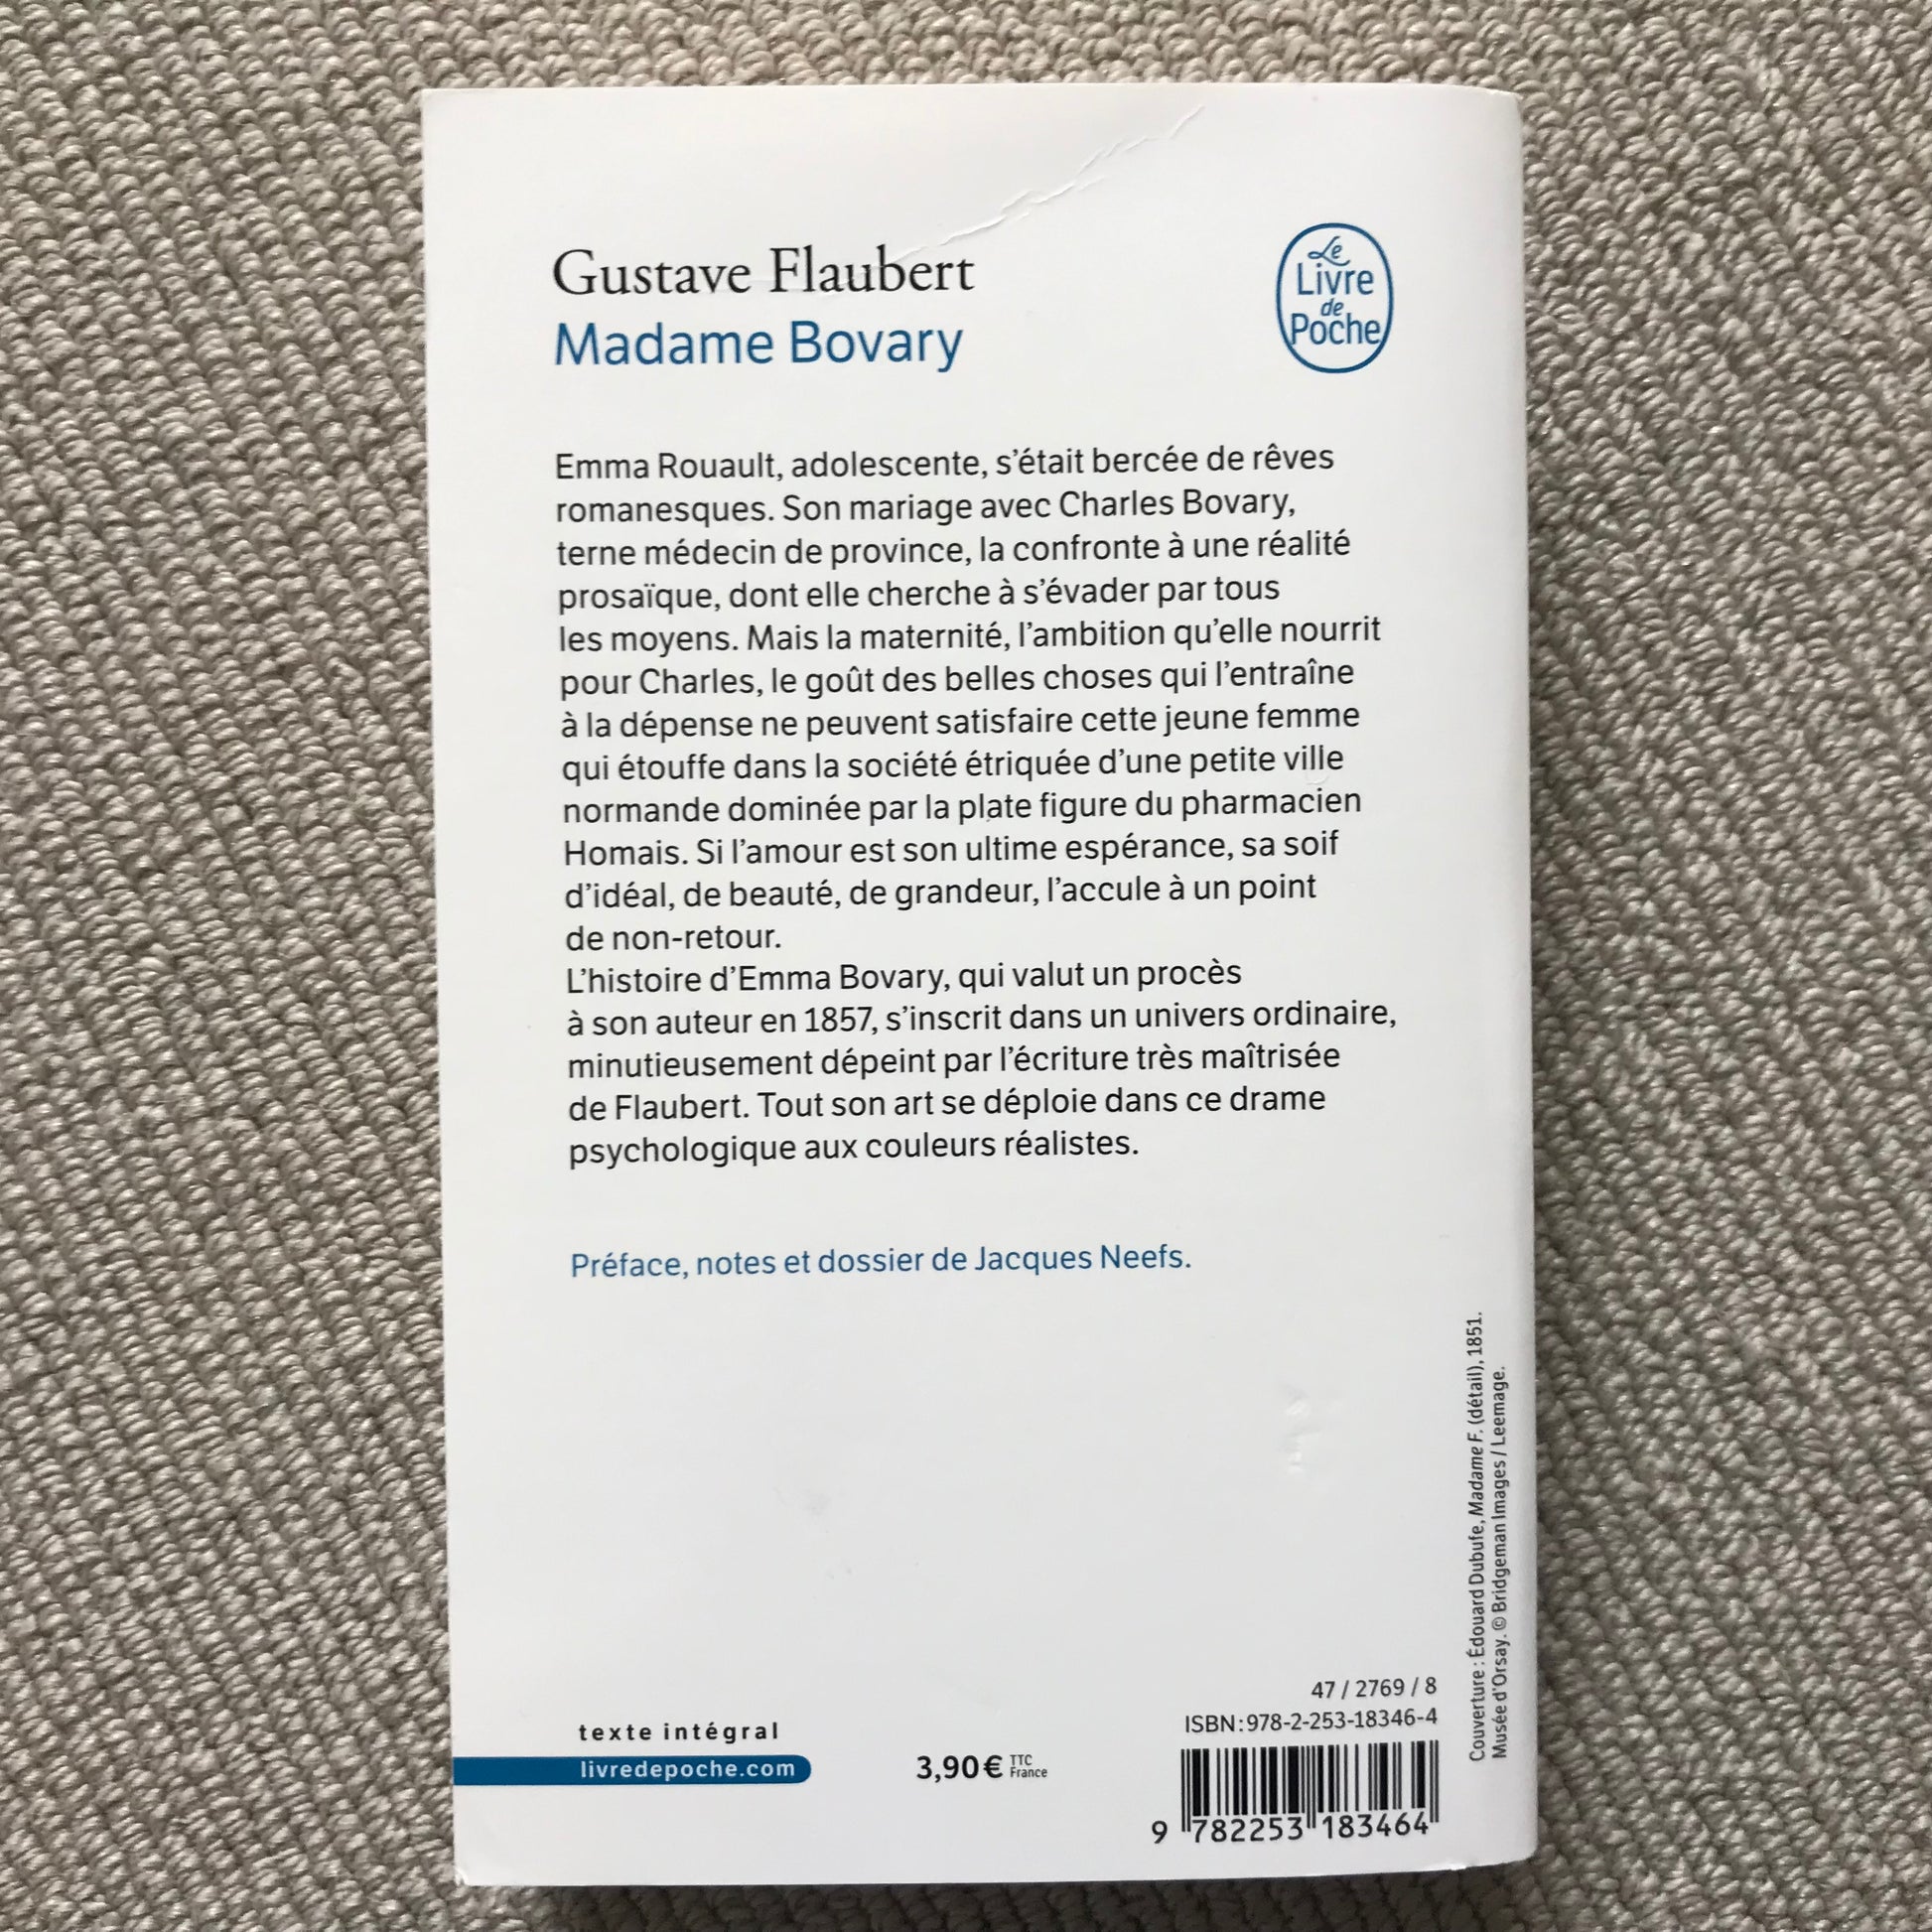 Gustave Flaubert
Madame Bovary
Le
Livre
de
Poche
Emma Rouault, adolescente, s’était bercée de rêves
romanesques. Son mariage avec Charles Bovary,
terne médecin de province, la confronte à une réalité
prosaïque, dont elle cherche à s’évader par tous
les moyens. Mais la maternité, l’ambition qu’elle nourrit
pour Charles, le goût des belles choses qui l’entraîne
à la dépense ne peuvent satisfaire cette jeune femme
qui étouffe dans la société étriquée d’une petite ville
normande dominée par la plate figure du pharmacien
Homais. Si l’amour est son ultime espérance, sa soif
d’idéal, de beauté, de grandeur, l’accule à un point
de non-retour.
L’histoire d’Emma Bovary, qui valut un procès
à son auteur en 1857, s’inscrit dans un univers ordinaire,
minutieusement dépeint par l’écriture très maîtrisée
de Flaubert. Tout son art se déploie dans ce drame
psychologique aux couleurs réalistes.
Préface, notes et dossier de Jacques Neefs.
Couverture : Édouard Dubufe, Madame F. (détail), 1851.
Musée d’Orsay. © Bridgeman Images / Leemage.
texte intégral
livredepoche.com
3,90 € TTC
France
47 / 2769 / 8
ISBN : 978-2-253-18346-4
9 782253 183464